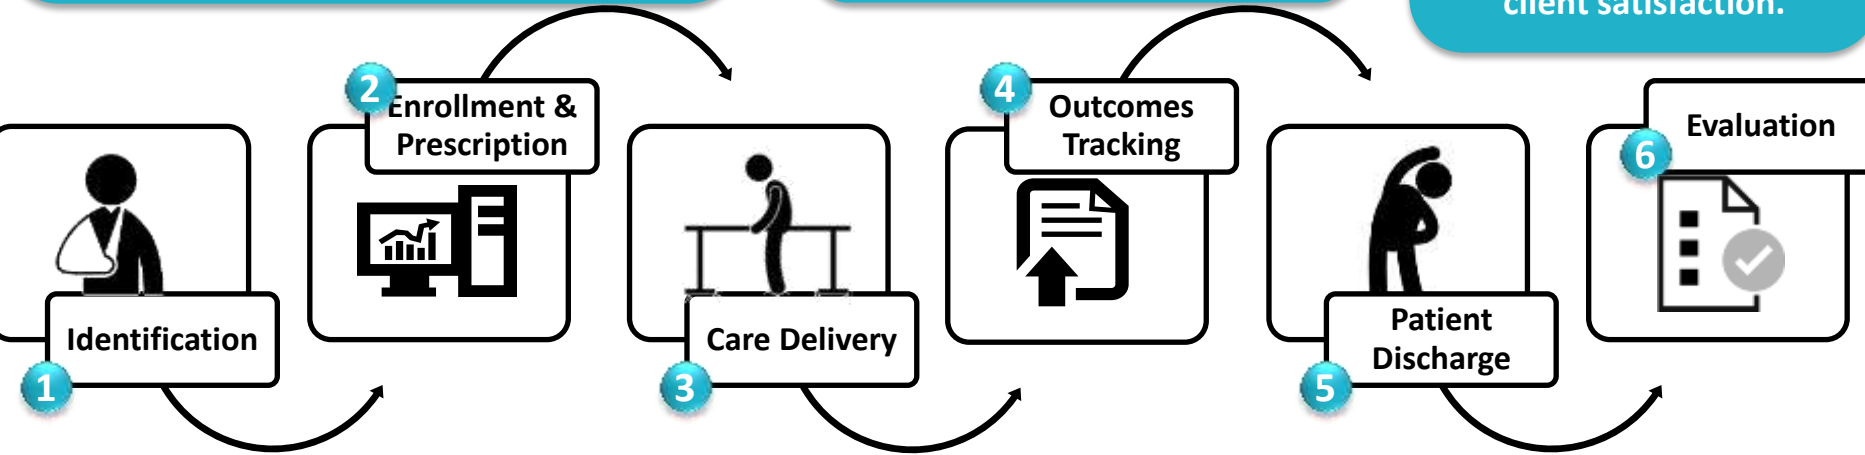 client satisfaction.
2
Enrollment &
Prescription
4
Outcomes
Tracking
6
Evaluation
1
Identification
3
Care Delivery
5
Patient
Discharge